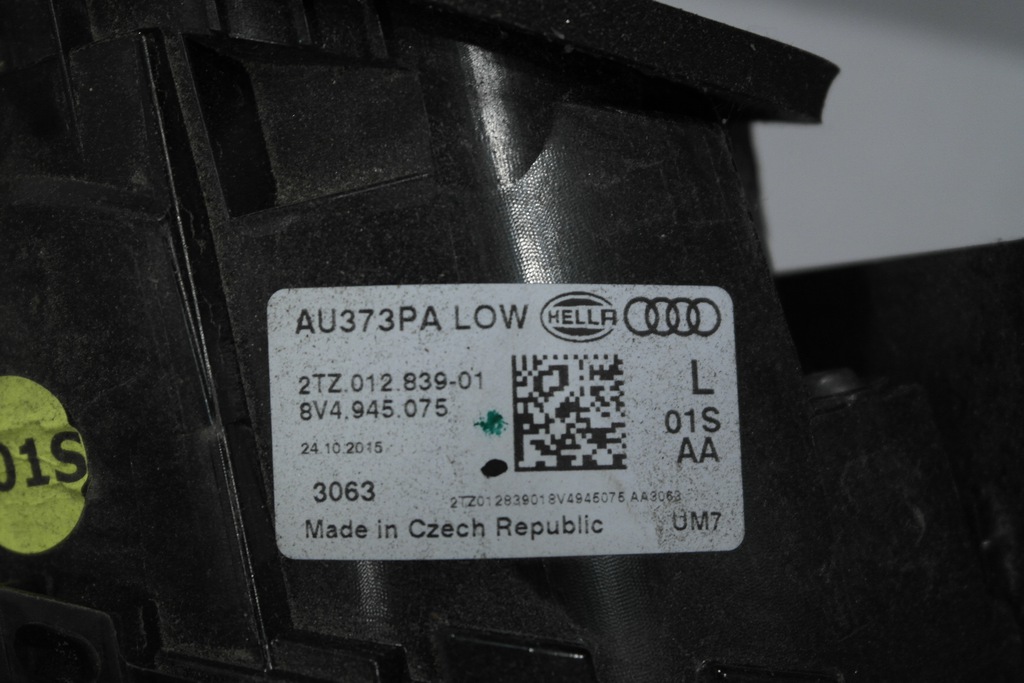 AU373PA LOW HELLA
2TZ.012.839-01
8V4.945.075
L
01S
AA
24.10.2015
3063
2TZ012839018V4945075 AA3063
Made in Czech Republic
UM7
01S